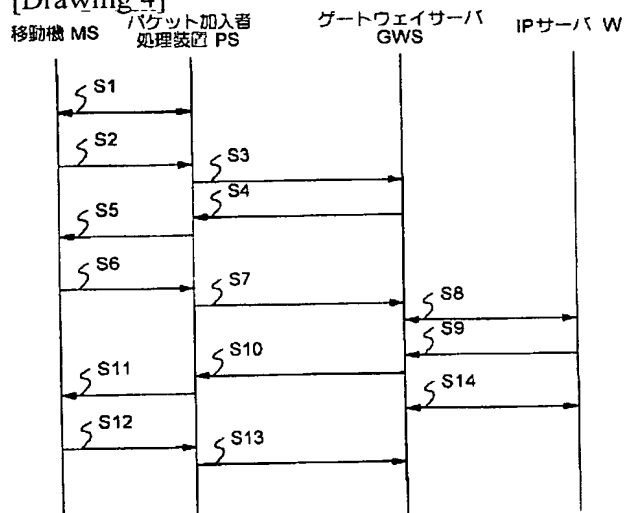 [Drawing 4]
移動機 MS
パケット加入者
処理装置 PS
ゲートウェイサーバ
GWS
IPサーバ W
S1
S2
S3
S4
S5
S6
S7
S8
S9
S10
S11
S14
S12
S13